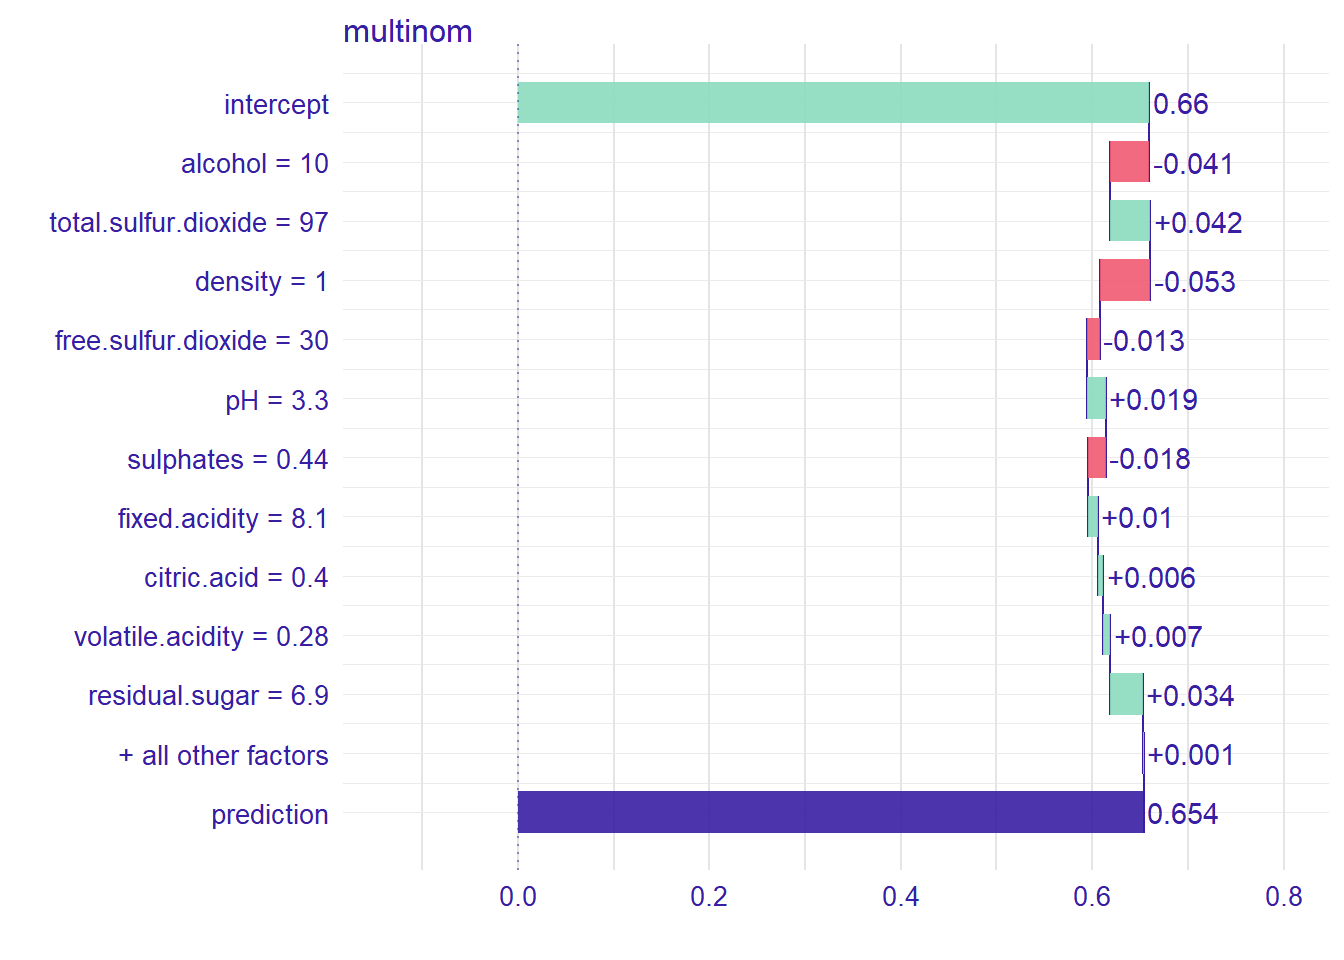 multinom
intercept 0.66
alcohol = 10 -0.041
total.sulfur.dioxide = 97 +0.042
density = 1 -0.053
free.sulfur.dioxide = 30 -0.013
pH = 3.3 +0.019
sulphates = 0.44 -0.018
fixed.acidity = 8.1 +0.01
citric.acid = 0.4 +0.006
volatile.acidity = 0.28 +0.007
residual.sugar = 6.9 +0.034
+ all other factors +0.001
prediction 0.654
0.0 0.2 0.4 0.6 0.8